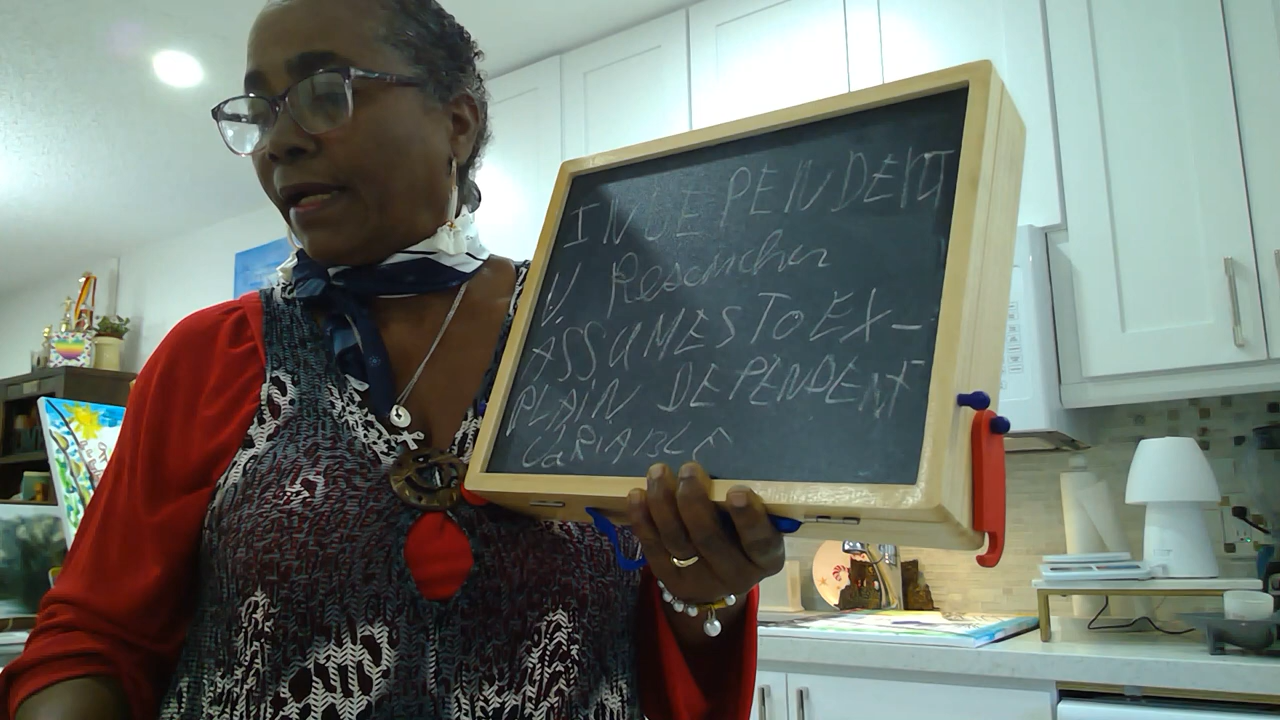 INDEPENDENT
V. Researcher
ASSUMES TO EX-
PLAIN DEPENDENT
VARIABLE